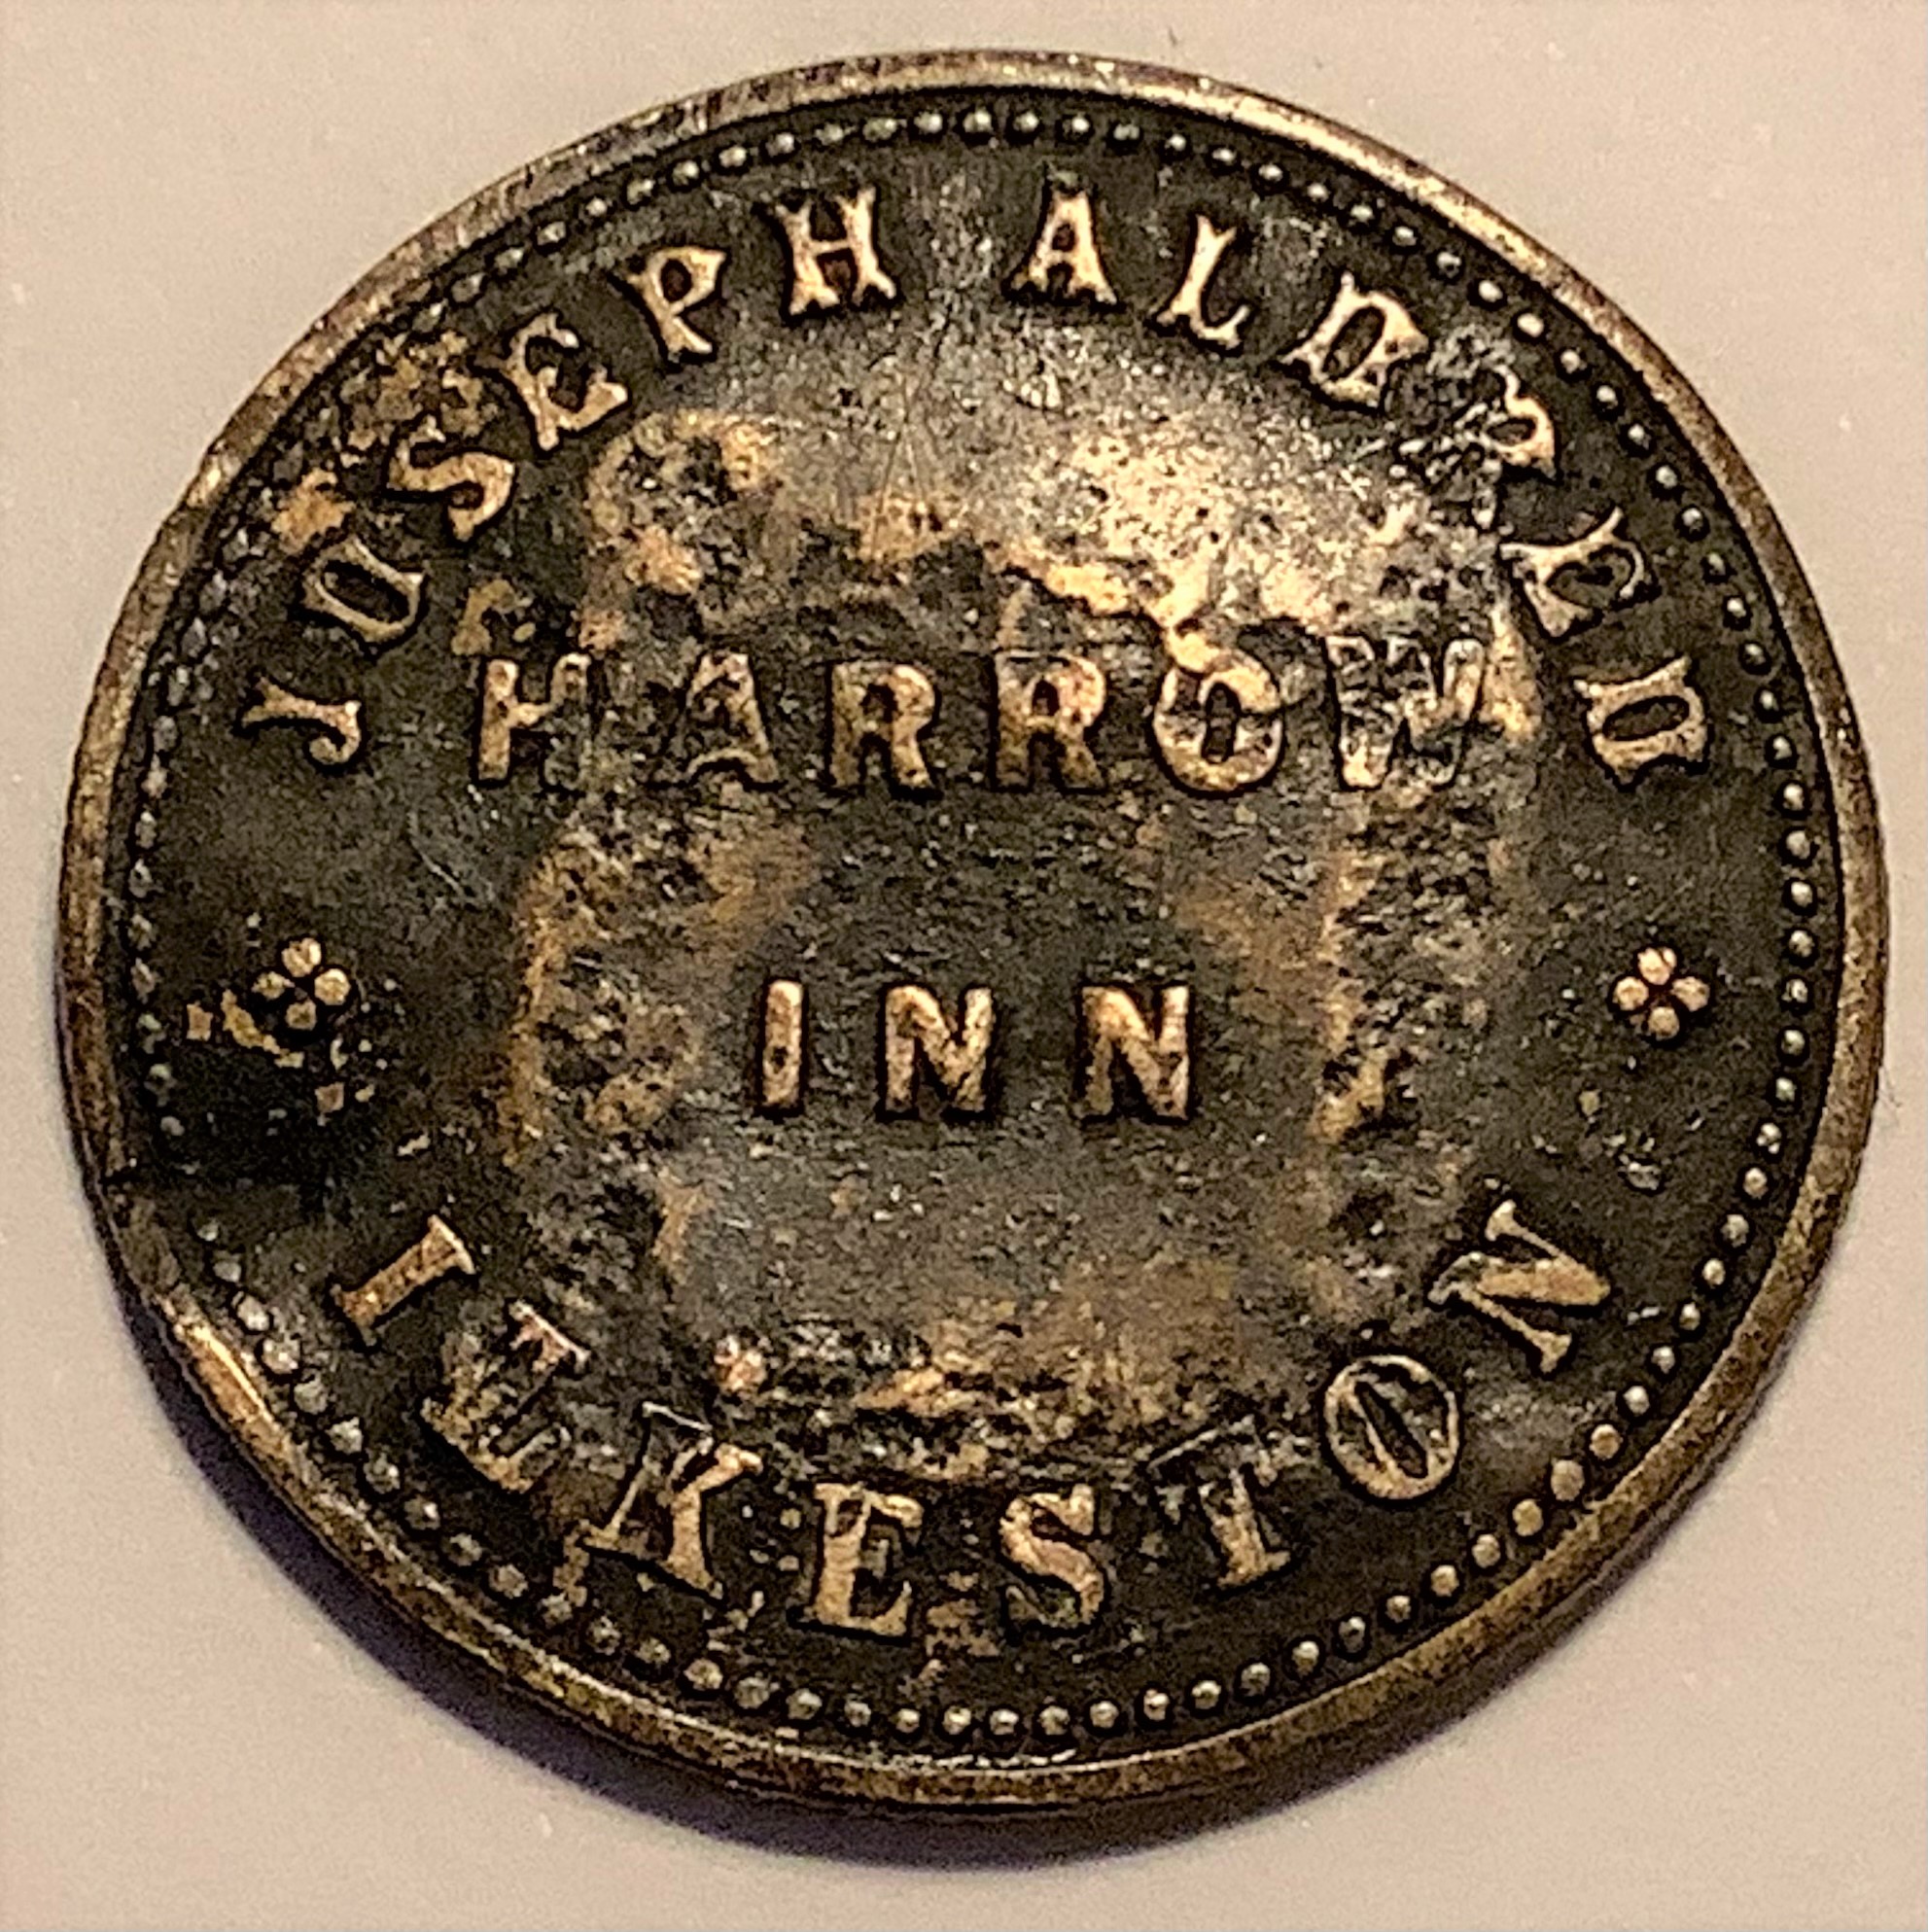 JOSEPH ALDRED
HARROW
INN
ILKESTON